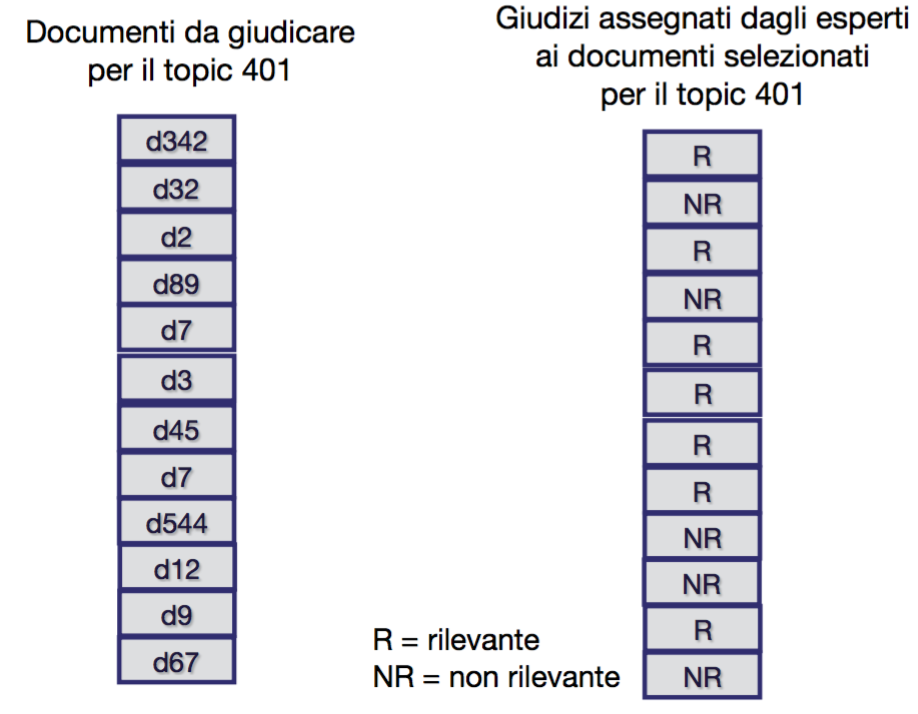 Documenti da giudicare
per il topic 401
d342
d32
d2
d89
d7
d3
d45
d7
d544
d12
d9
d67
Giudizi assegnati dagli esperti
ai documenti selezionati
per il topic 401
R
NR
R
NR
R
R
R
R
NR
NR
R
NR
R = rilevante
NR = non rilevante